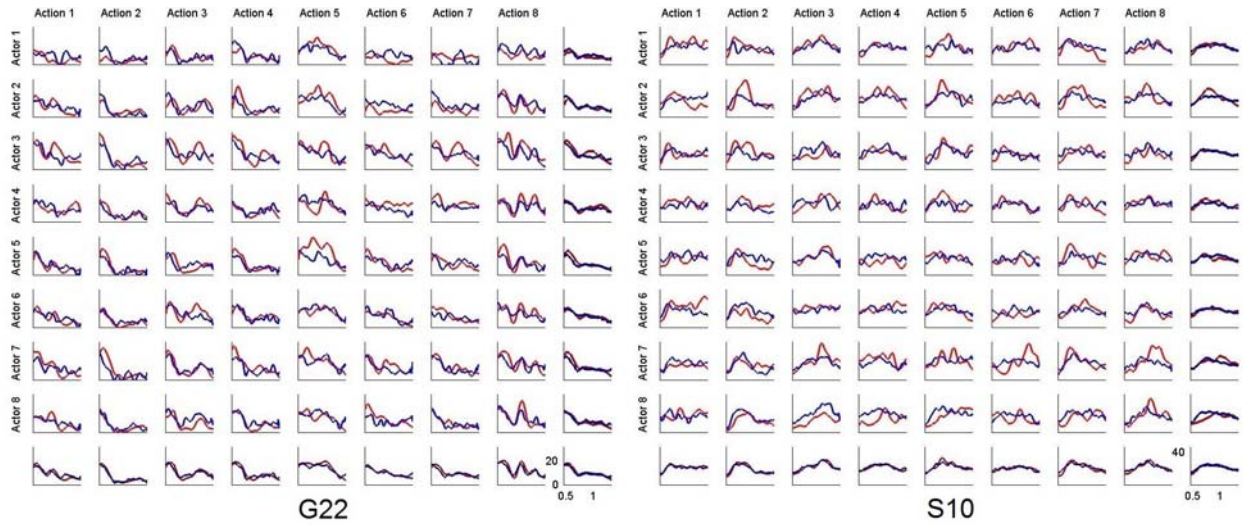 Action 1 Action 2 Action 3 Action 4 Action 5 Action 6 Action 7 Action 8
Actor 1
Actor 2
Actor 3
Actor 4
Actor 5
Actor 6
Actor 7
Actor 8
20
0
0.5 1
G22
Action 1 Action 2 Action 3 Action 4 Action 5 Action 6 Action 7 Action 8
Actor 1
Actor 2
Actor 3
Actor 4
Actor 5
Actor 6
Actor 7
Actor 8
40
0.5 1
S10